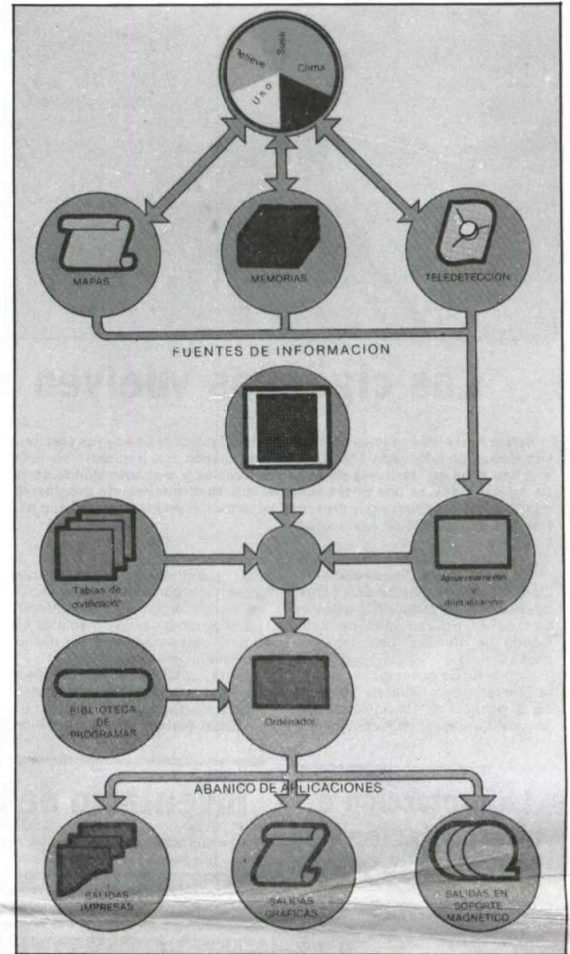 Relieve
Suelo
Clima
Uso
MAPAS
MEMORIAS
TELEDETECCION
FUENTES DE INFORMACION
Tablas de
codificación
Almacenamiento
y
digitalización
BIBLIOTECA
DE
PROGRAMAS
Ordenador
ABANICO DE APLICACIONES
SALIDAS
IMPRESAS
SALIDAS
GRAFICAS
SALIDAS EN
SOPORTE
MAGNETICO